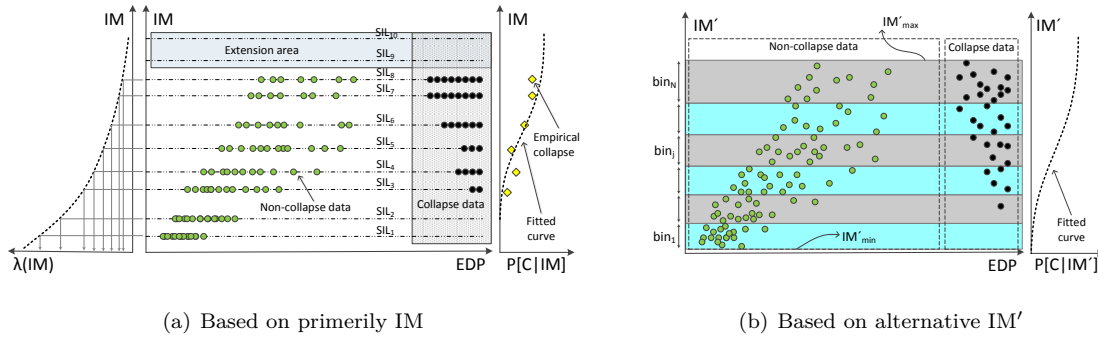 IM
IM
IM
SIL10
Extension area
SIL9
SIL8
SIL7
SIL6
SIL5
SIL4
SIL3
SIL2
SIL1
Non-collapse data
Collapse data
Empirical
collapse
Fitted
curve
λ(IM)
EDP
P[C|IM]
(a) Based on primerily IM
IM´
IM´max
IM´
Non-collapse data
Collapse data
binN
binj
bin1
IM´min
Fitted
curve
EDP
P[C|IM´]
(b) Based on alternative IM′